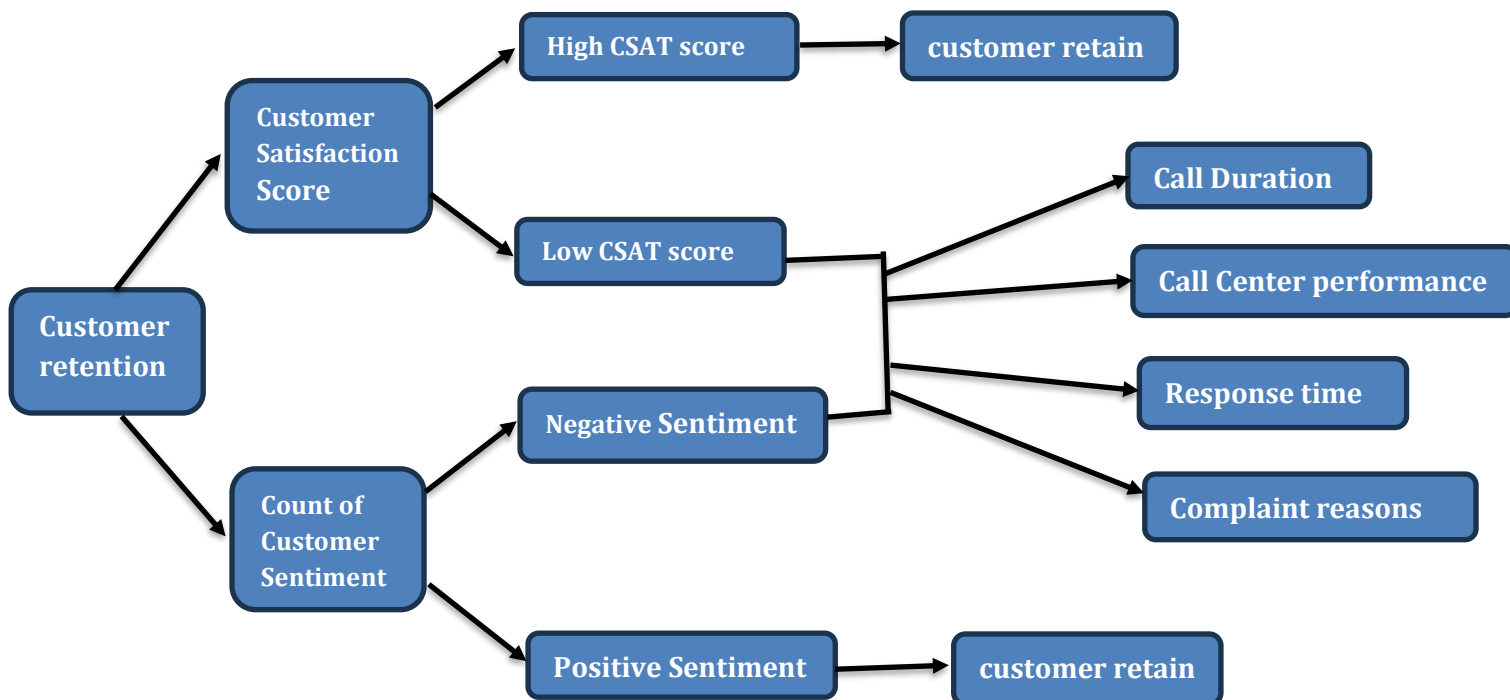 High CSAT score
customer retain
Customer
Satisfaction
Score
Call Duration
Low CSAT score
Call Center performance
Customer
retention
Response time
Negative Sentiment
Count of
Customer
Sentiment
Complaint reasons
Positive Sentiment
customer retain